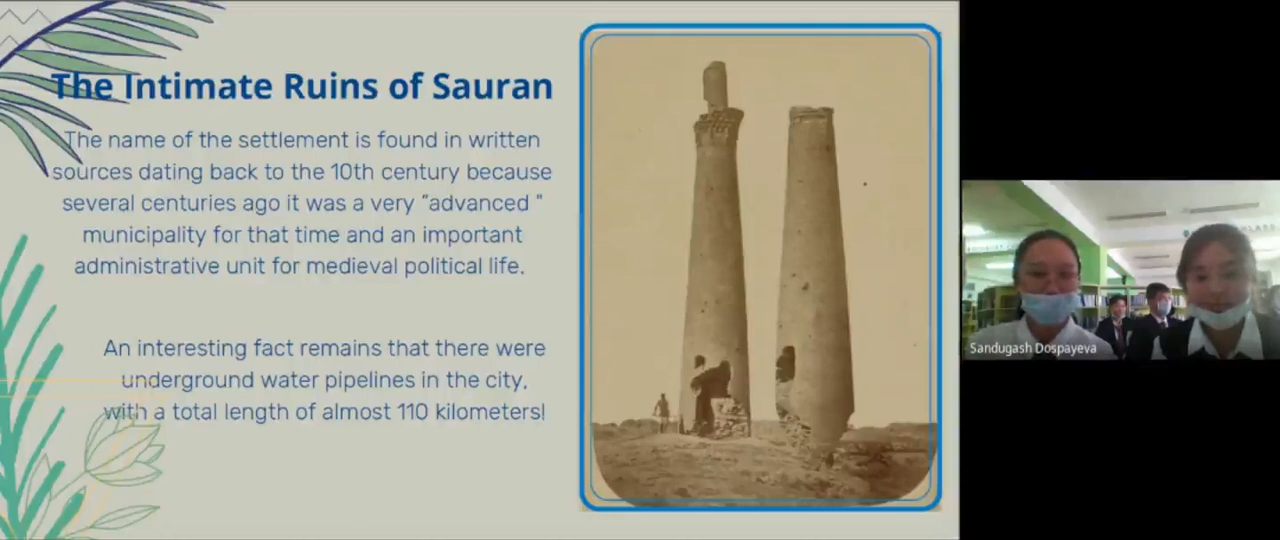 The Intimate Ruins of Sauran
The name of the settlement is found in written
sources dating back to the 10th century because
several centuries ago it was a very "advanced "
municipality for that time and an important
administrative unit for medieval political life.
An interesting fact remains that there were
underground water pipelines in the city,
with a total length of almost 110 kilometers!
Sandugash Dospayeva